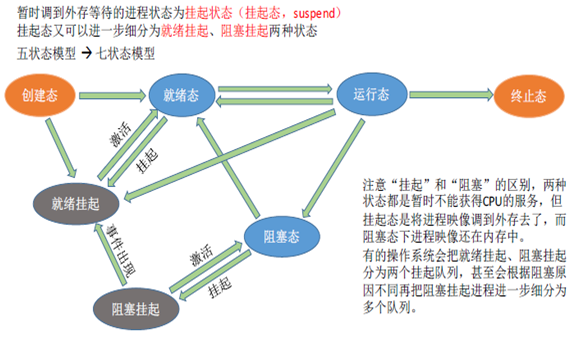 暂时调到外存等待的进程状态为挂起状态（挂起态，suspend）
挂起态又可以进一步细分为就绪挂起、阻塞挂起两种状态
五状态模型 → 七状态模型
创建态
就绪态
运行态
终止态
激活
挂起
就绪挂起
阻塞态
事件出现
激活
挂起
阻塞挂起
注意“挂起”和“阻塞”的区别，两种
状态都是暂时不能获得CPU的服务，但
挂起态是将进程映像调到外存去了，而
阻塞态下进程映像还在内存中。
有的操作系统会把就绪挂起、阻塞挂起
分为两个挂起队列，甚至会根据阻塞原
因不同再把阻塞挂起进程进一步细分为
多个队列。